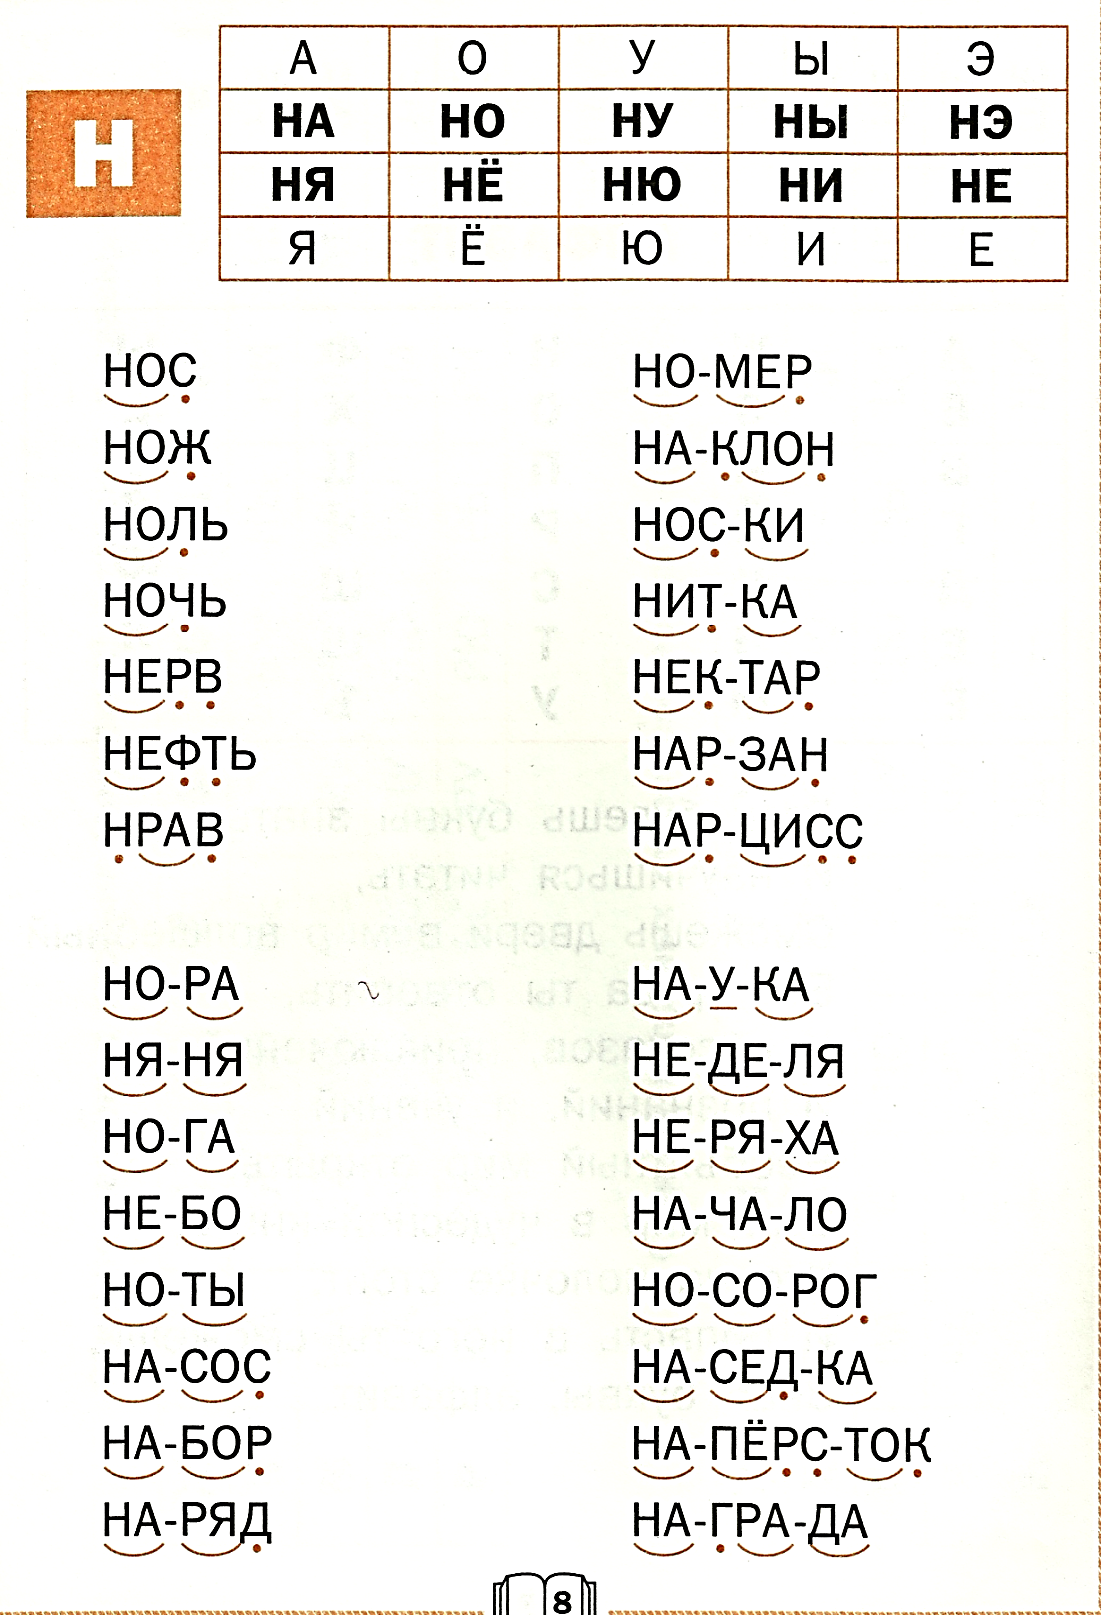 А О У Ы Э
Н
НА НО НУ НЫ НЭ
НЯ НЁ НЮ НИ НЕ
Я Ё Ю И Е
НОС
НОЖ
НОЛЬ
НОЧЬ
НЕРВ
НЕФТЬ
НРАВ
НО-МЕР
НА-КЛОН
НОС-КИ
НИТ-КА
НЕК-ТАР
НАР-ЗАН
НАР-ЦИСС
НО-РА
НЯ-НЯ
НО-ГА
НЕ-БО
НО-ТЫ
НА-СОС
НА-БОР
НА-РЯД
НА-У-КА
НЕ-ДЕ-ЛЯ
НЕ-РЯ-ХА
НА-ЧА-ЛО
НО-СО-РОГ
НА-СЕД-КА
НА-ПЁРС-ТОК
НА-ГРА-ДА
8